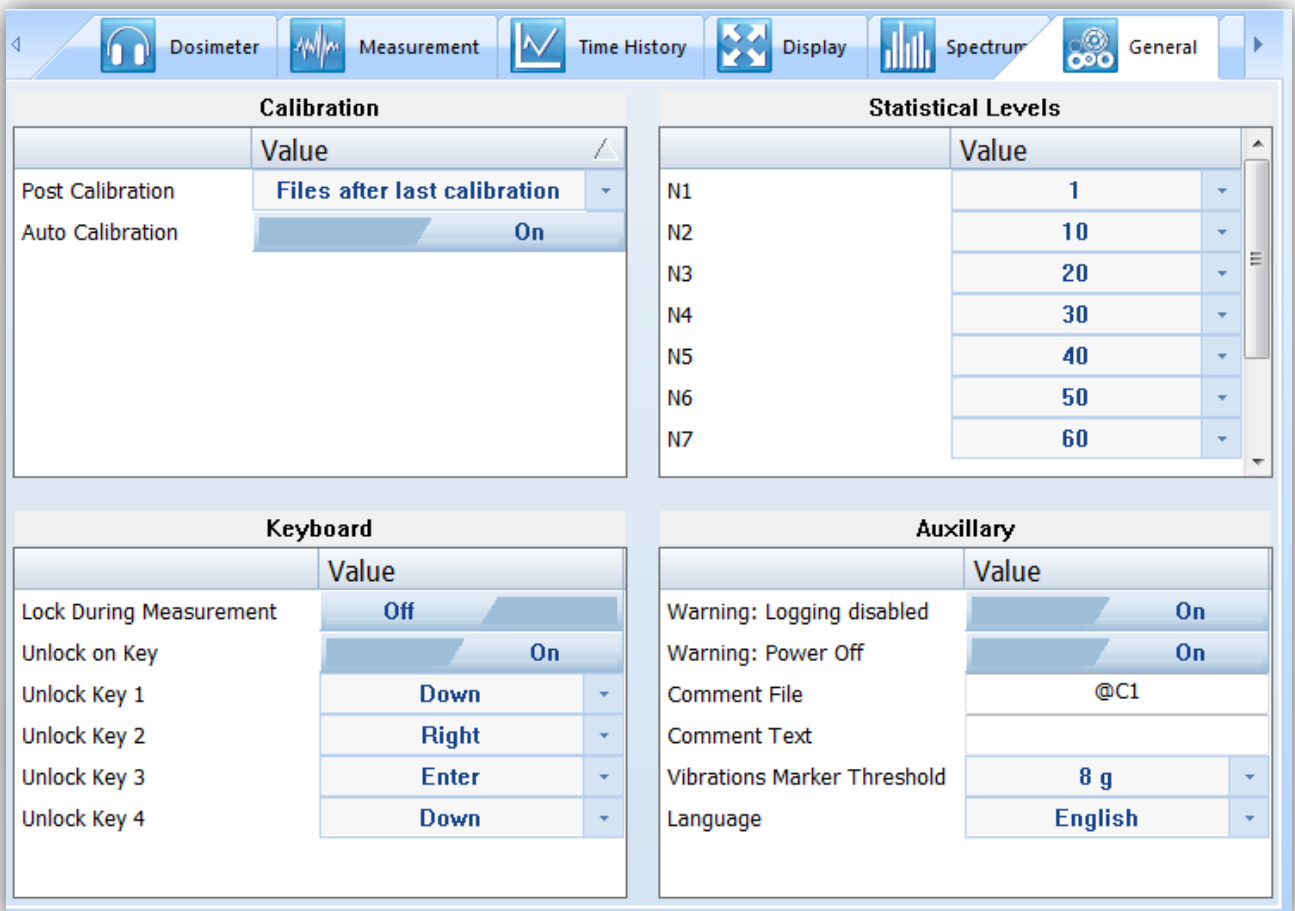 Dosimeter Measurement Time History Display Spectrum General
Calibration
Value
Post Calibration Files after last calibration
Auto Calibration On
Statistical Levels
Value
N1 1
N2 10
N3 20
N4 30
N5 40
N6 50
N7 60
Keyboard
Value
Lock During Measurement Off
Unlock on Key On
Unlock Key 1 Down
Unlock Key 2 Right
Unlock Key 3 Enter
Unlock Key 4 Down
Auxillary
Value
Warning: Logging disabled On
Warning: Power Off On
Comment File @C1
Comment Text
Vibrations Marker Threshold 8 g
Language English